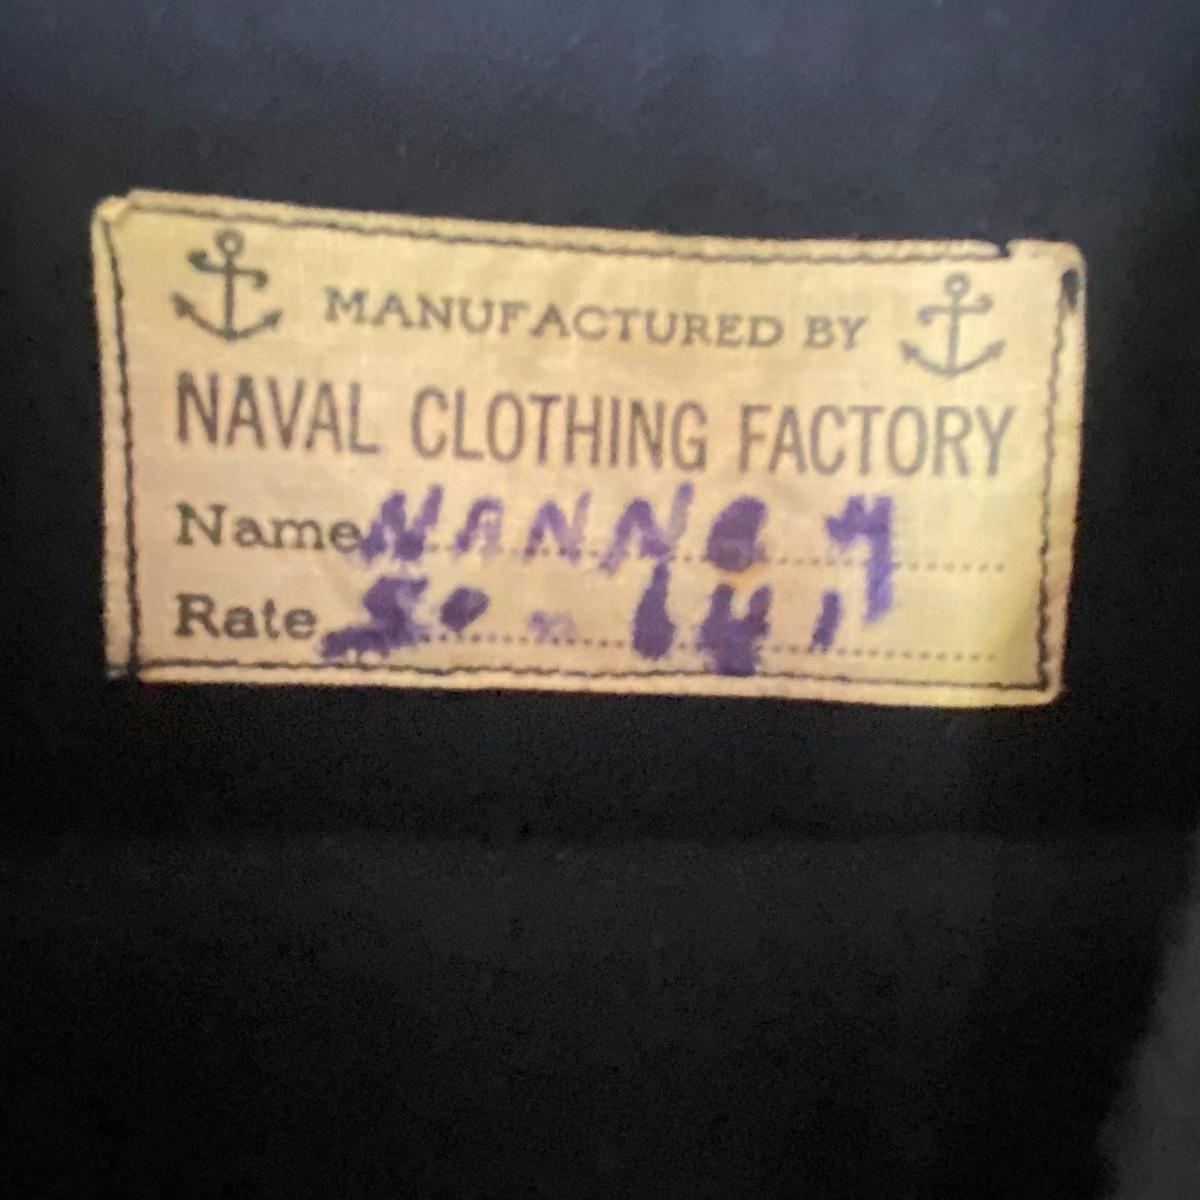 MANUFACTURED BY
NAVAL CLOTHING FACTORY
Name
Rate